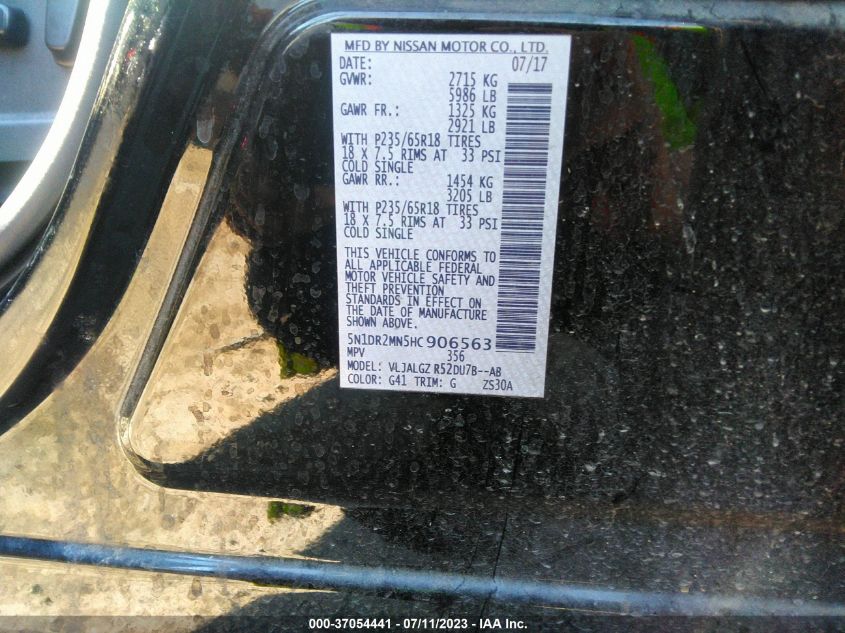 MFD BY NISSAN MOTOR CO., LTD.
DATE: 07/17
GVWR: 2715 KG
5986 LB
GAWR FR.: 1325 KG
2921 LB
WITH P235/65R18 TIRES
18 X 7.5 RIMS AT 33 PSI
COLD SINGLE
GAWR RR.: 1454 KG
3205 LB
WITH P235/65R18 TIRES
18 X 7.5 RIMS AT 33 PSI
COLD SINGLE
THIS VEHICLE CONFORMS TO
ALL APPLICABLE FEDERAL
MOTOR VEHICLE SAFETY AND
THEFT PREVENTION
STANDARDS IN EFFECT ON
THE DATE OF MANUFACTURE
SHOWN ABOVE.
5N1DR2MN5HC906563
MPV 356
MODEL: VLJALGZ R52DU7B--AB
COLOR: G41 TRIM: G ZS30A
000-37054441 - 07/11/2023 - IAA Inc.